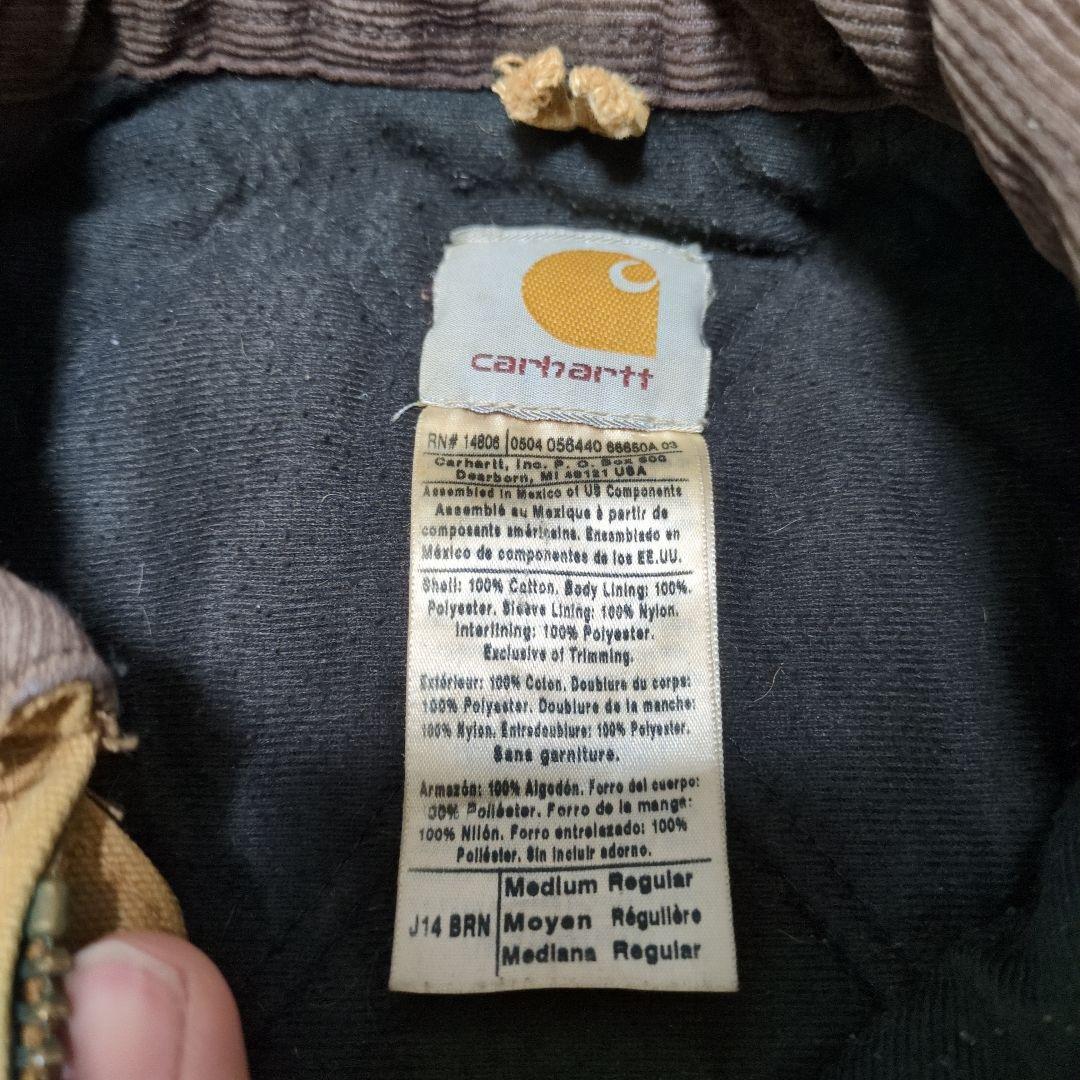 carhartt
RN# 14806 0504 056440 66650A 03
Carhartt, Inc. P. O. Box 600
Dearborn, MI 48121 USA
Assembled in Mexico of US Components
Assemblé au Mexique à partir de
composants américains. Ensamblado en
México de componentes de los EE.UU.
Shell: 100% Cotton. Body Lining: 100%
Polyester. Sleeve Lining: 100% Nylon.
Interlining: 100% Polyester.
Exclusive of Trimming.
Extérieur: 100% Coton. Doublure du corps:
100% Polyester. Doublure de la manche:
100% Nylon. Entredoublure: 100% Polyester.
Sans garniture.
Armazón: 100% Algodón. Forro del cuerpo:
00% Poliéster. Forro de la manga:
100% Nilón. Forro entrelazado: 100%
Poliéster. Sin incluir adorno.
J14 BRN
Medium Regular
Moyen Régulière
Mediana Regular